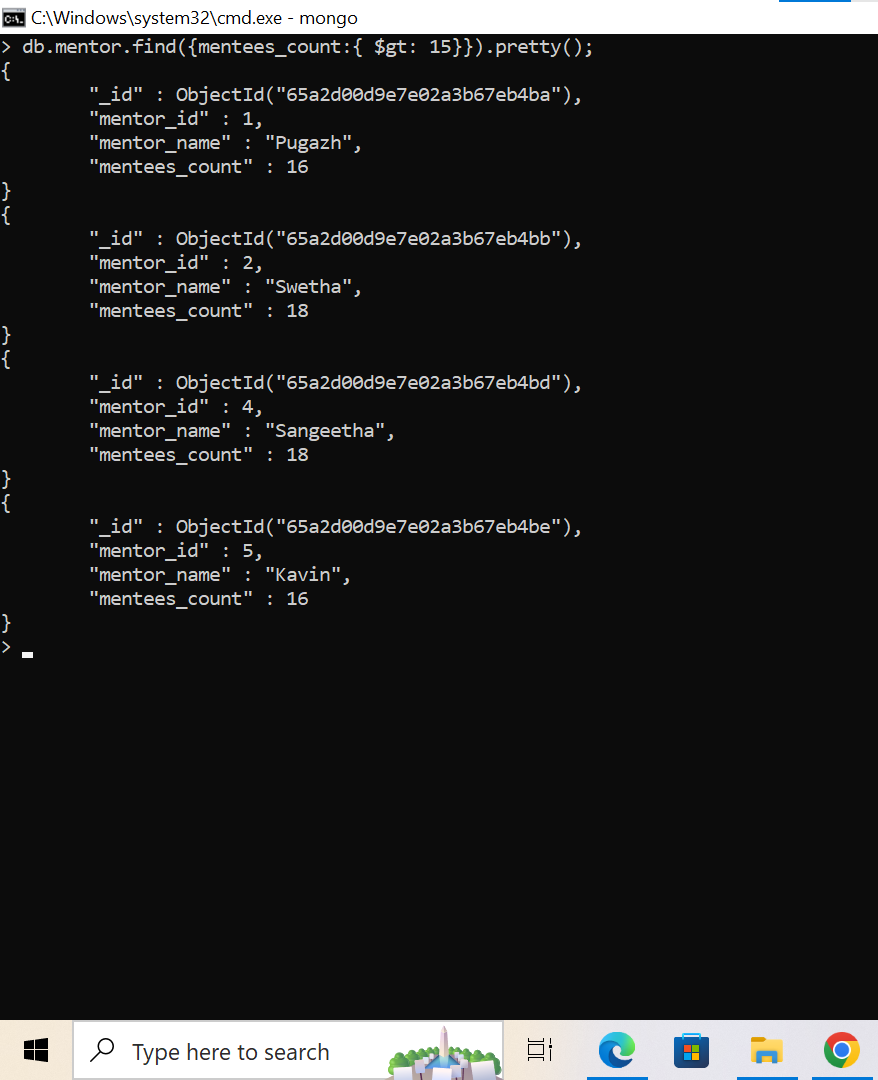 C:\Windows\system32\cmd.exe - mongo
> db.mentor.find({mentees_count:{ $gt: 15}}).pretty();
{
"_id" : ObjectId("65a2d00d9e7e02a3b67eb4ba"),
"mentor_id" : 1,
"mentor_name" : "Pugazh",
"mentees_count" : 16
}
{
"_id" : ObjectId("65a2d00d9e7e02a3b67eb4bb"),
"mentor_id" : 2,
"mentor_name" : "Swetha",
"mentees_count" : 18
}
{
"_id" : ObjectId("65a2d00d9e7e02a3b67eb4bd"),
"mentor_id" : 4,
"mentor_name" : "Sangeetha",
"mentees_count" : 18
}
{
"_id" : ObjectId("65a2d00d9e7e02a3b67eb4be"),
"mentor_id" : 5,
"mentor_name" : "Kavin",
"mentees_count" : 16
}
>
Type here to search